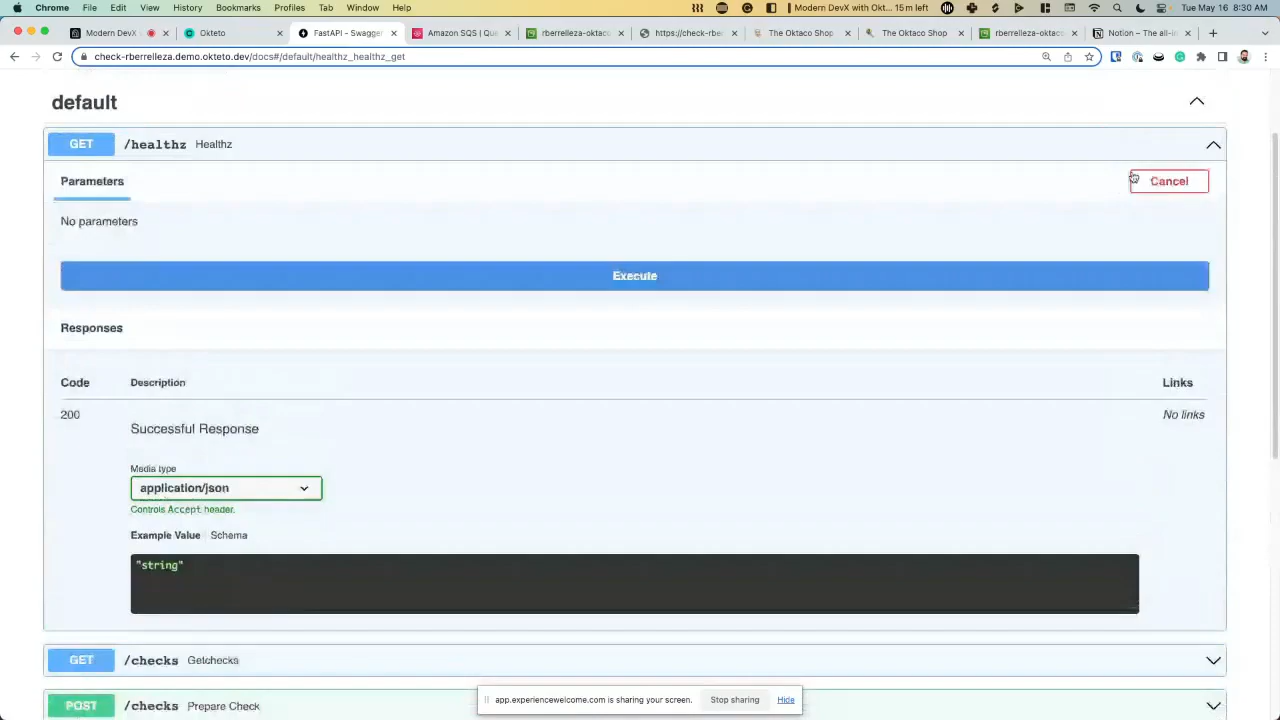 Chrome File Edit View History Bookmarks Profiles Tab Window Help Modern DevX with Okt... 15m left Tue May 16 8:30 AM
Modern DevX Okteto FastAPI - Swagger Amazon SQS | Que rberrelleza-oktaco https://check-rber The Oktaco Shop The Oktaco Shop rberrelleza-oktaco Notion – The all-in
check-rberrelleza.demo.okteto.dev/docs#/default/healthz_healthz_get
default
GET /healthz Healthz
Parameters Cancel
No parameters
Execute
Responses
Code Description Links
200 No links
Successful Response
Media type
application/json
Controls Accept header.
Example Value Schema
"string"
GET /checks Getchecks
POST /checks Prepare Check
app.experiencewelcome.com is sharing your screen. Stop sharing Hide